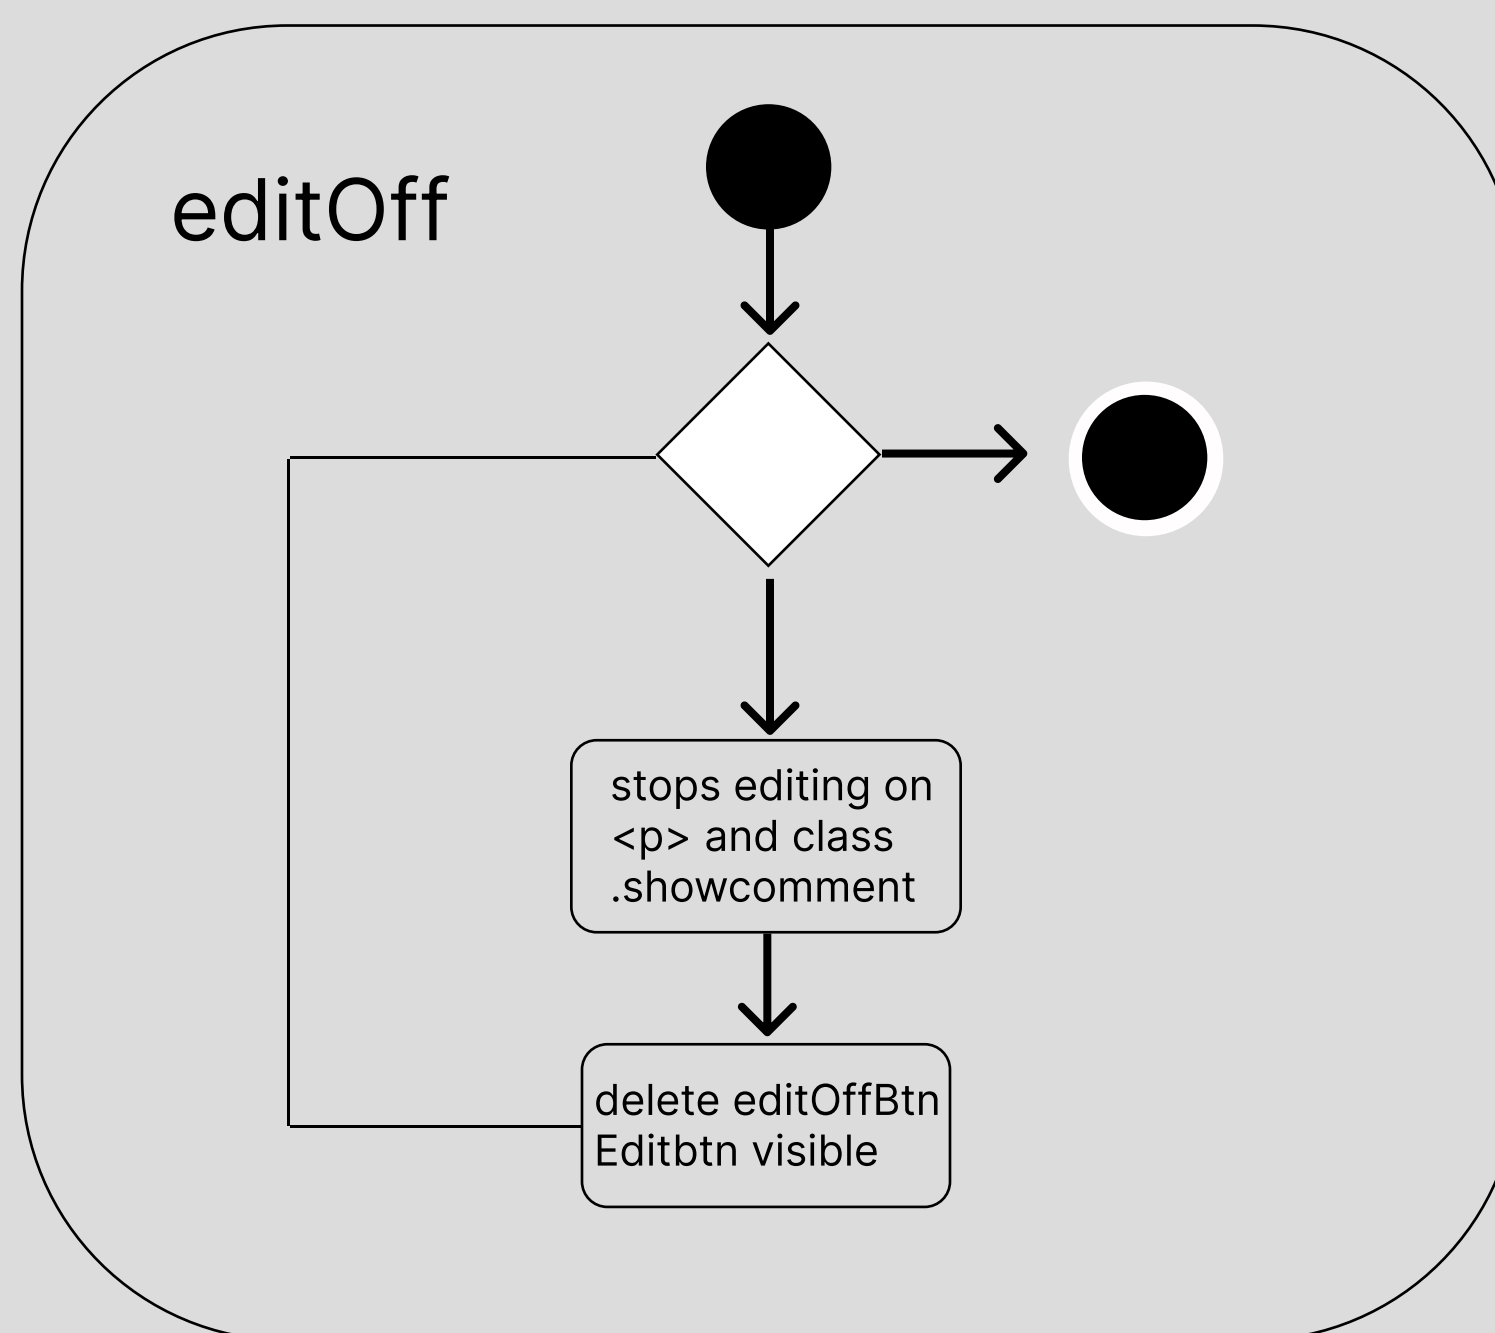 editOff
stops editing on
<p> and class
.showcomment
delete editOffBtn
Editbtn visible